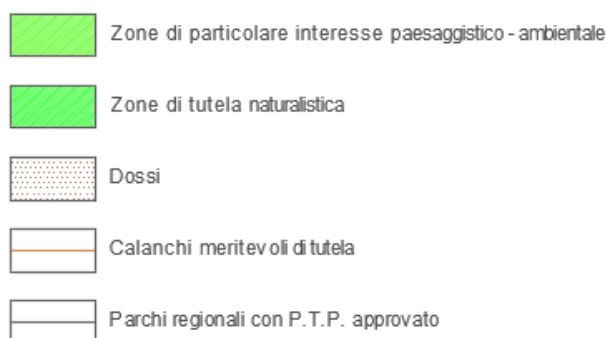 Zone di particolare interesse paesaggistico - ambientale
Zone di tutela naturalistica
Dossi
Calanchi meritevoli di tutela
Parchi regionali con P.T.P. approvato